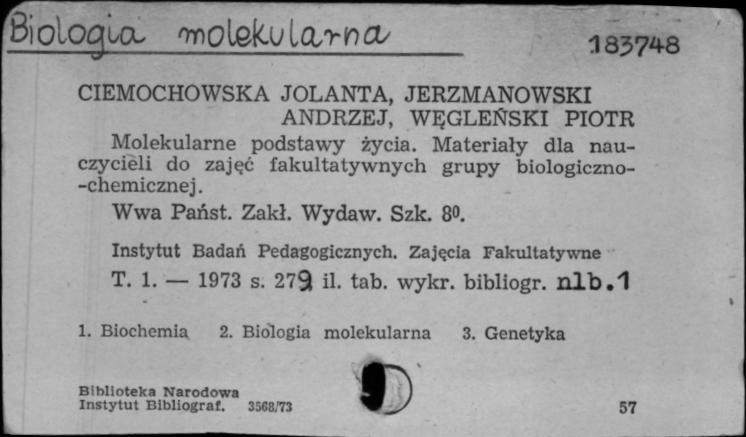 Biologia molekularna
183748
CIEMOCHOWSKA JOLANTA, JERZMANOWSKI
ANDRZEJ, WĘGLEŃSKI PIOTR
Molekularne podstawy życia. Materiały dla nau-
czycieli do zajęć fakultatywnych grupy biologiczno-
-chemicznej.
Wwa Państ. Zakł. Wydaw. Szk. 8⁰.
Instytut Badań Pedagogicznych. Zajęcia Fakultatywne
T. 1. — 1973 s. 279 il. tab. wykr. bibliogr. nlb.1
1. Biochemia 2. Biologia molekularna 3. Genetyka
Biblioteka Narodowa
Instytut Bibliograf. 3568/73 57